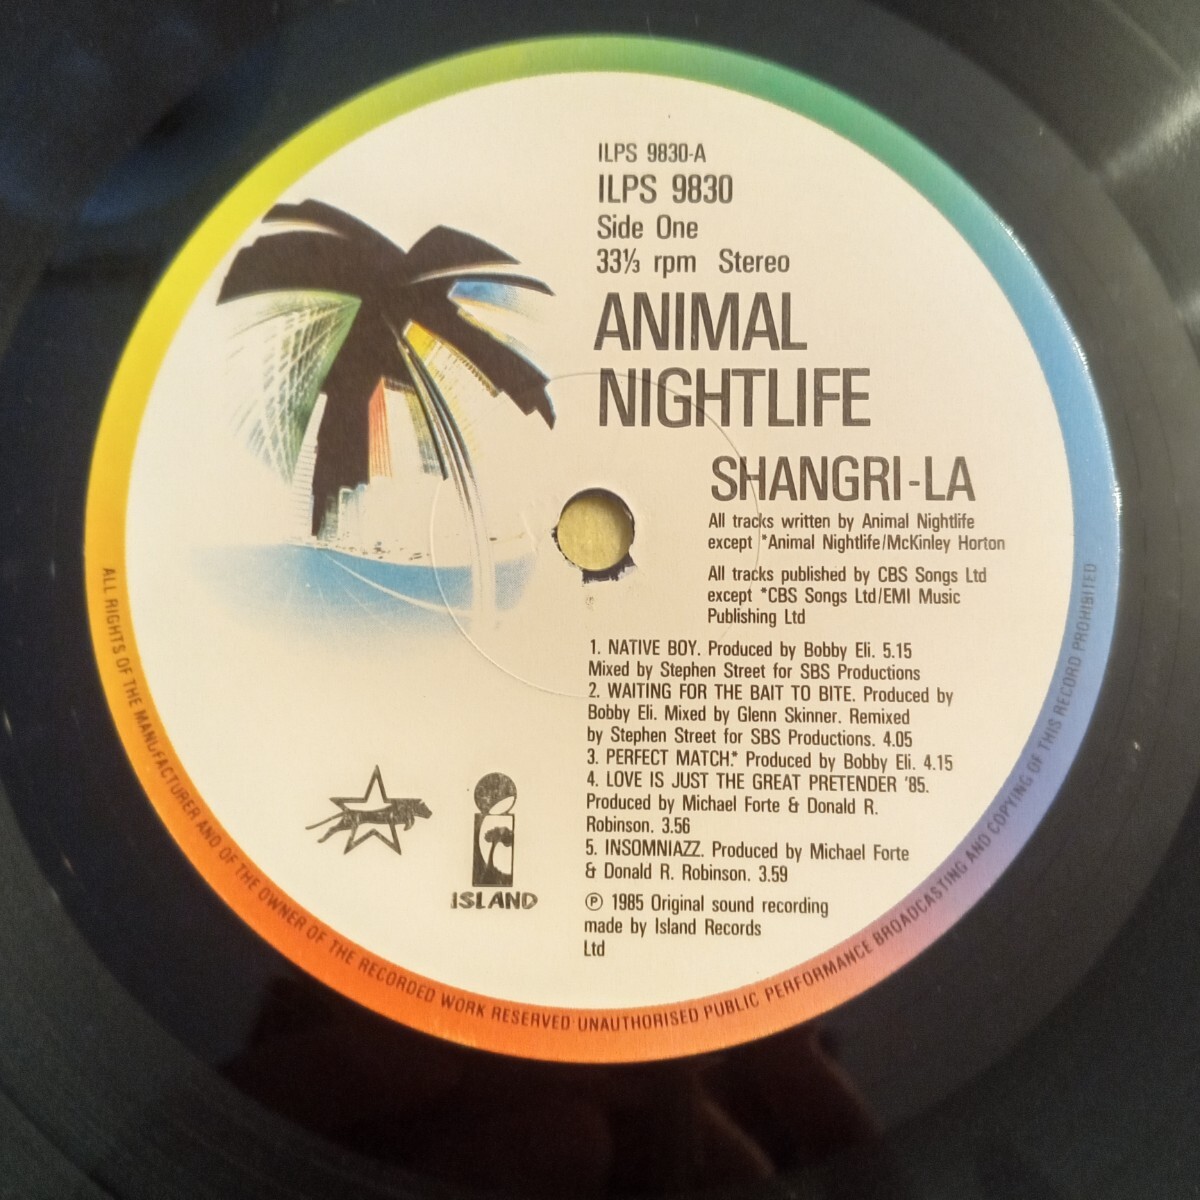 ILPS 9830-A
ILPS 9830
Side One
33⅓ rpm Stereo
ANIMAL
NIGHTLIFE
SHANGRI-LA
All tracks written by Animal Nightlife
except *Animal Nightlife/McKinley Horton
All tracks published by CBS Songs Ltd
except *CBS Songs Ltd/EMI Music
Publishing Ltd
1. NATIVE BOY. Produced by Bobby Eli. 5.15
Mixed by Stephen Street for SBS Productions
2. WAITING FOR THE BAIT TO BITE. Produced by
Bobby Eli. Mixed by Glenn Skinner. Remixed
by Stephen Street for SBS Productions. 4.05
3. PERFECT MATCH.* Produced by Bobby Eli. 4.15
4. LOVE IS JUST THE GREAT PRETENDER '85.
Produced by Michael Forte & Donald R.
Robinson. 3.56
5. INSOMNIAZZ. Produced by Michael Forte
& Donald R. Robinson. 3.59
℗ 1985 Original sound recording
made by Island Records
Ltd
ISLAND
ALL RIGHTS OF THE MANUFACTURER AND OF THE OWNER OF THE RECORDED WORK RESERVED UNAUTHORISED PUBLIC PERFORMANCE BROADCASTING AND COPYING OF THIS RECORD PROHIBITED